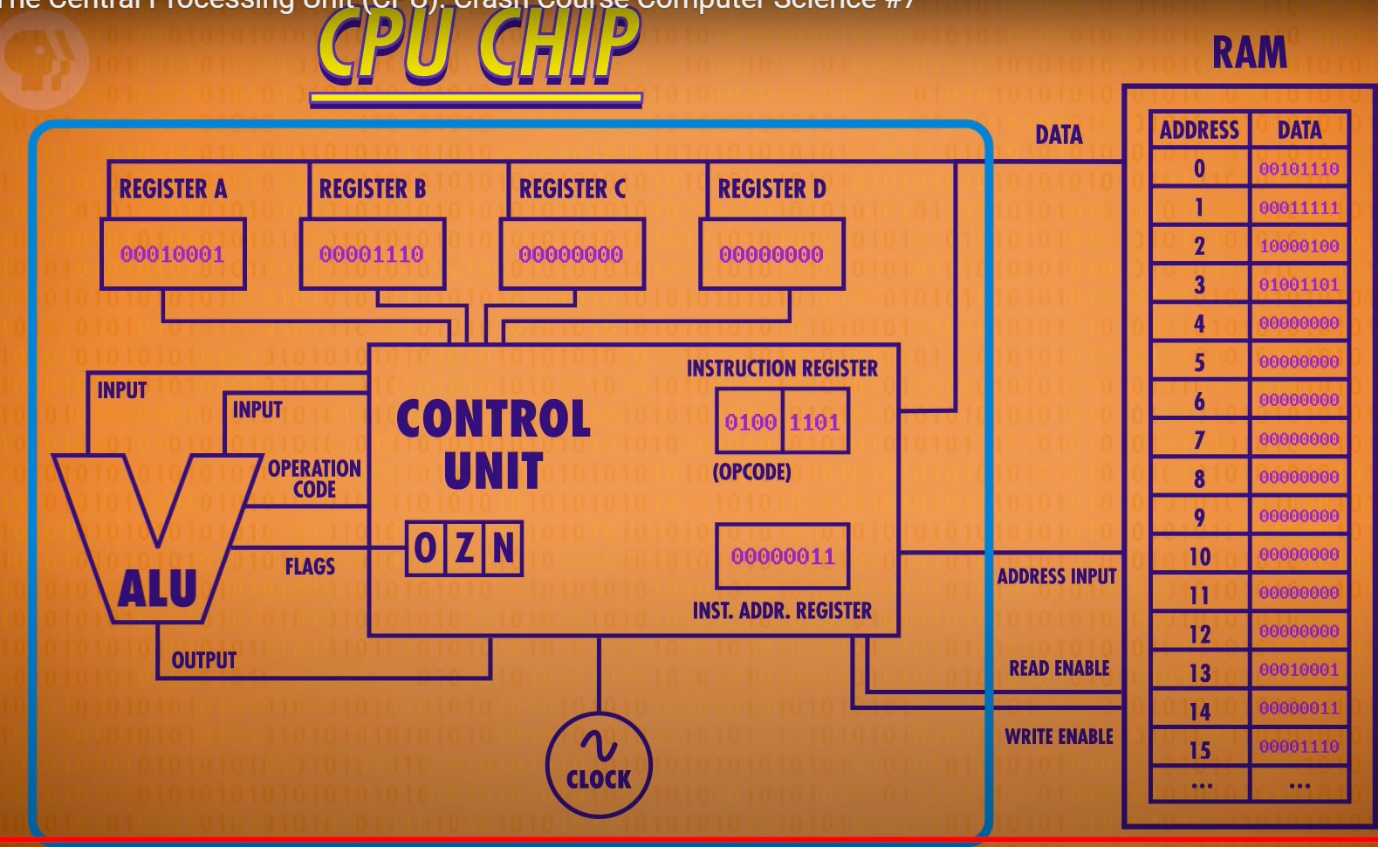 The Central Processing Unit (CPU): Crash Course Computer Science #7
CPU CHIP
RAM
DATA
ADDRESS DATA
0 00101110
1 00011111
2 10000100
3 01001101
4 00000000
5 00000000
6 00000000
7 00000000
8 00000000
9 00000000
10 00000000
11 00000000
12 00000000
13 00010001
14 00000011
15 00001110
... ...
REGISTER A REGISTER B REGISTER C REGISTER D
00010001 00001110 00000000 00000000
INPUT
INPUT
OPERATION
CODE
FLAGS
ALU
OUTPUT
CONTROL
UNIT
O Z N
INSTRUCTION REGISTER
0100 1101
(OPCODE)
00000011
INST. ADDR. REGISTER
ADDRESS INPUT
READ ENABLE
WRITE ENABLE
CLOCK